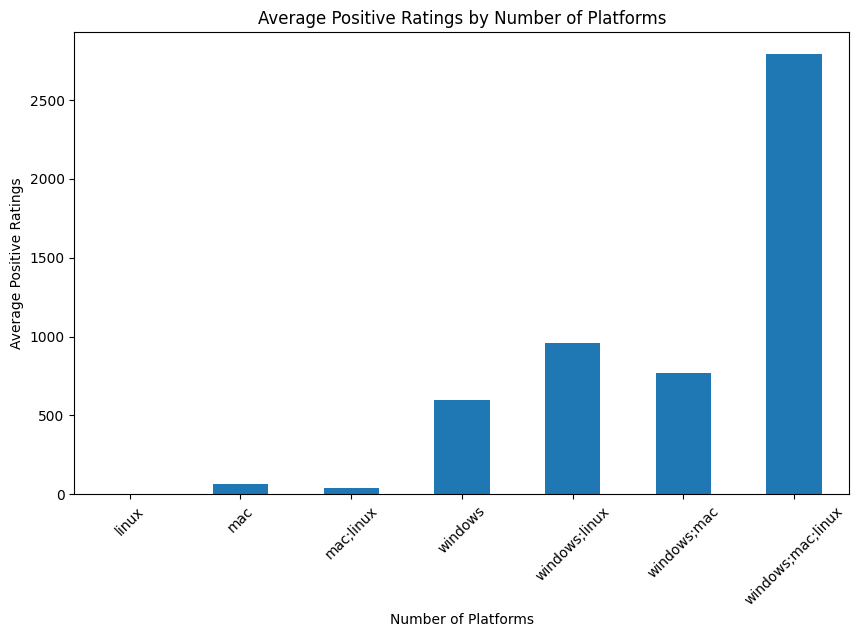 Average Positive Ratings by Number of Platforms
Average Positive Ratings
2500
2000
1500
1000
500
0
linux
mac
mac;linux
windows
windows;linux
windows;mac
windows;mac;linux
Number of Platforms